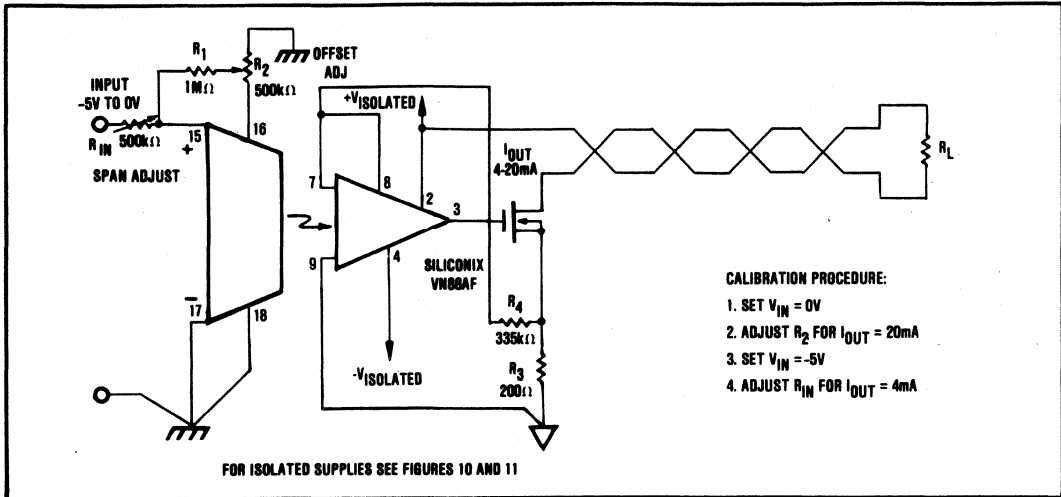 R1
1MΩ
R2
500kΩ
OFFSET
ADJ
INPUT
-5V TO 0V
RIN
500kΩ
SPAN ADJUST
15
+
16
−
17
18
7
8
9
2
3
4
+VISOLATED
-VISOLATED
IOUT
4-20mA
SILICONIX
VN88AF
R4
335kΩ
R3
200Ω
RL
CALIBRATION PROCEDURE:
1. SET VIN = 0V
2. ADJUST R2 FOR IOUT = 20mA
3. SET VIN = -5V
4. ADJUST RIN FOR IOUT = 4mA
FOR ISOLATED SUPPLIES SEE FIGURES 10 AND 11